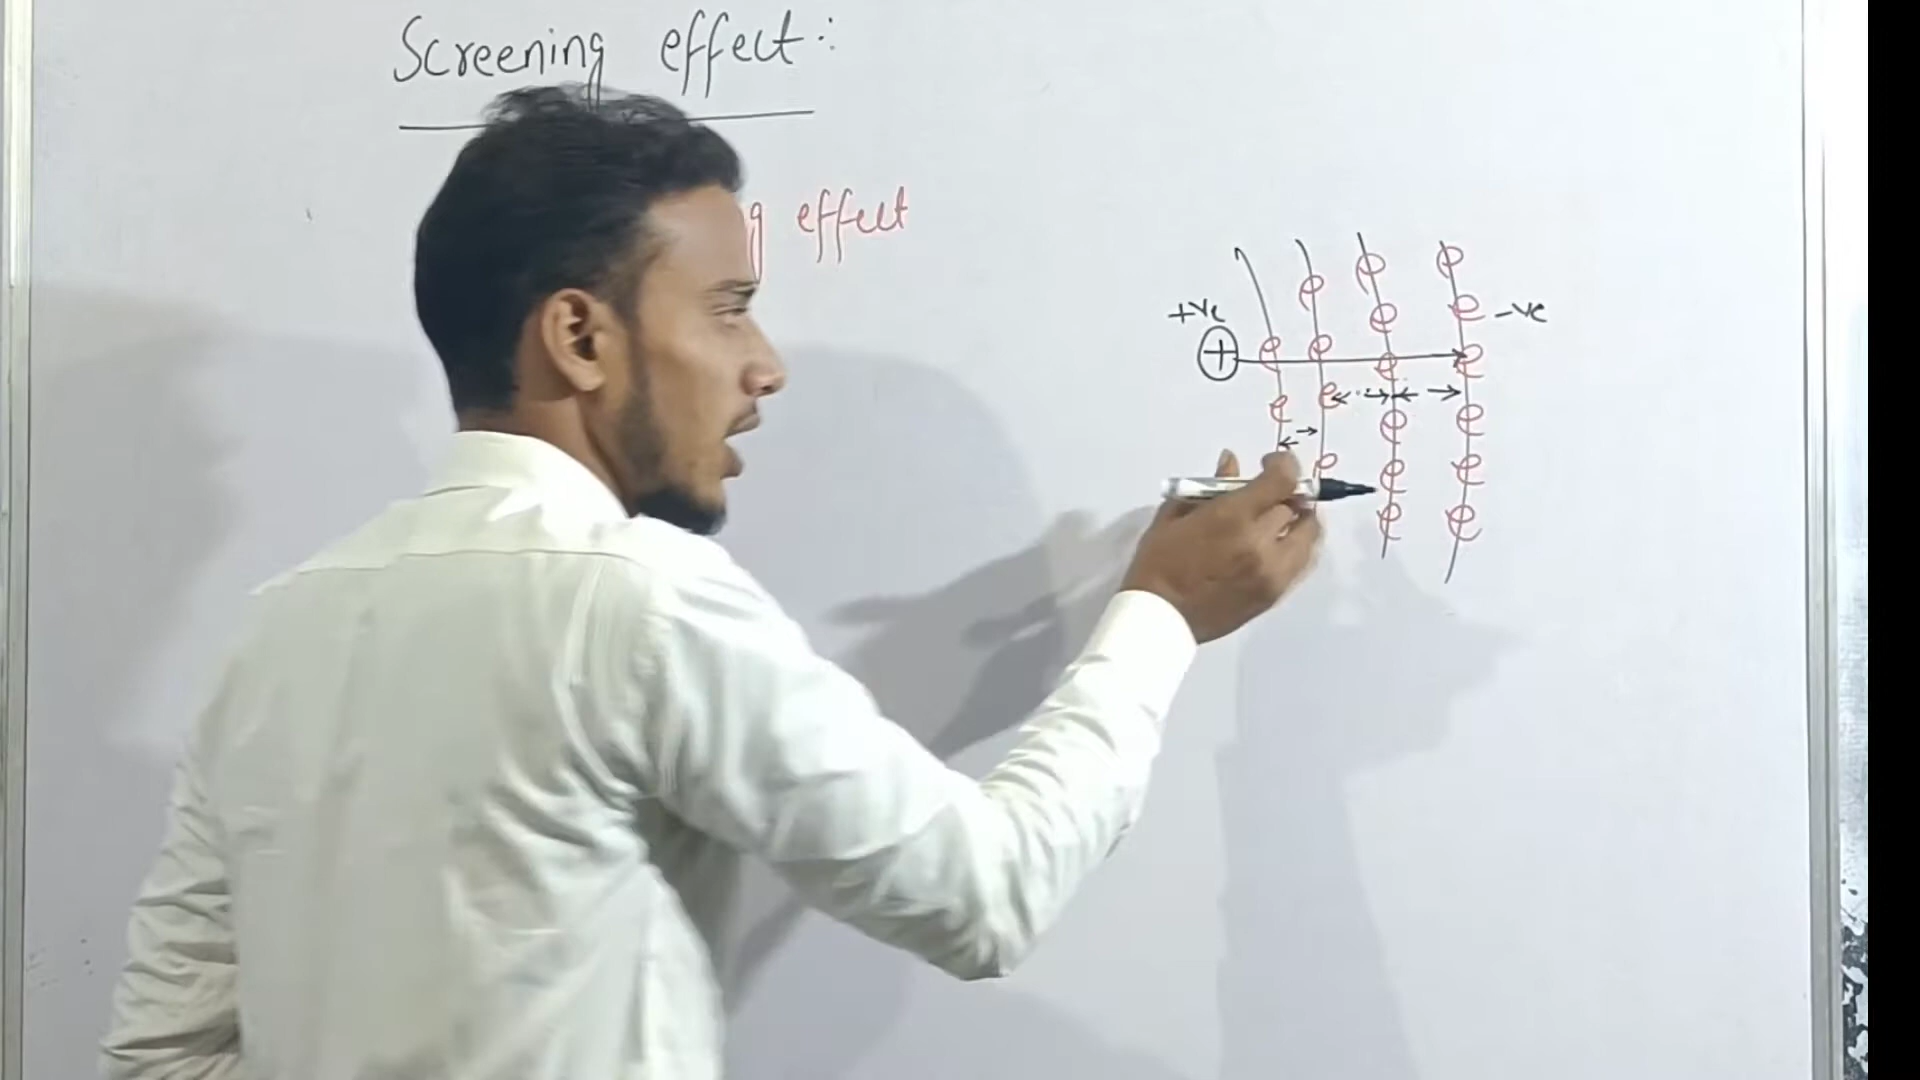 Screening effect:
effect
+ve
-ve
+
e e e e e e
e e e e
e e e e e e
e e